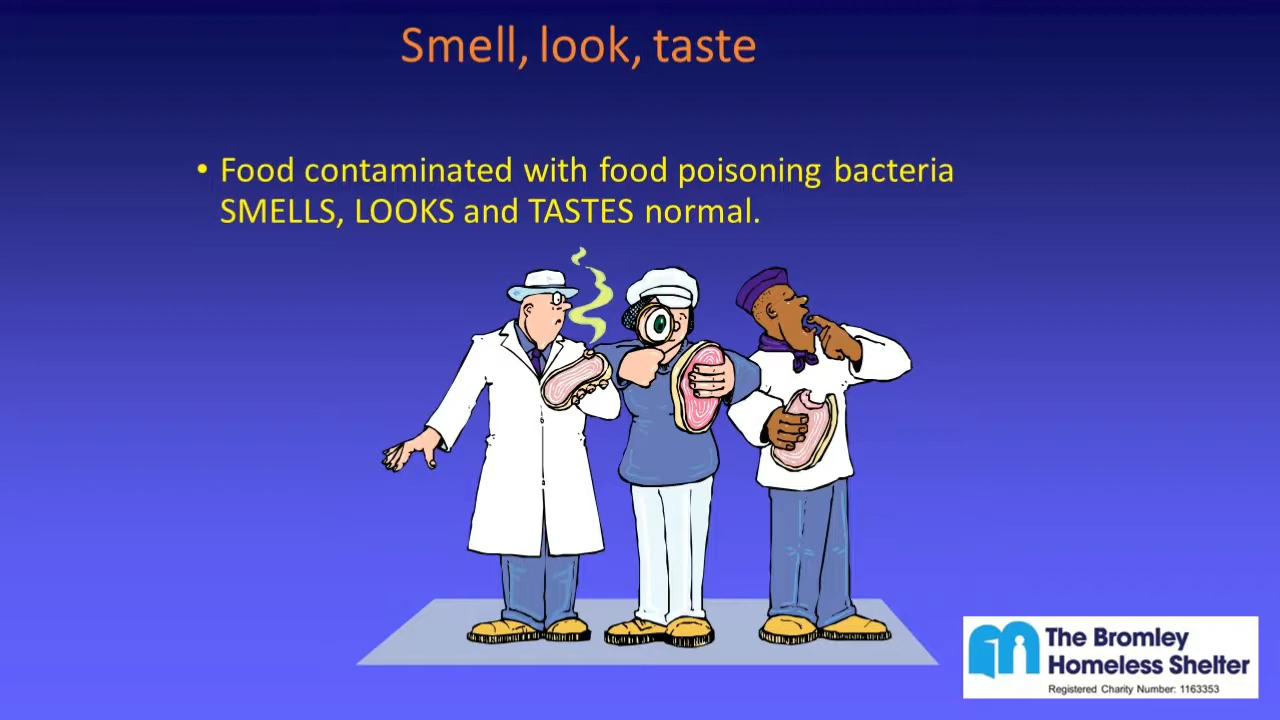 Smell, look, taste
• Food contaminated with food poisoning bacteria
SMELLS, LOOKS and TASTES normal.
The Bromley
Homeless Shelter
Registered Charity Number: 1163353